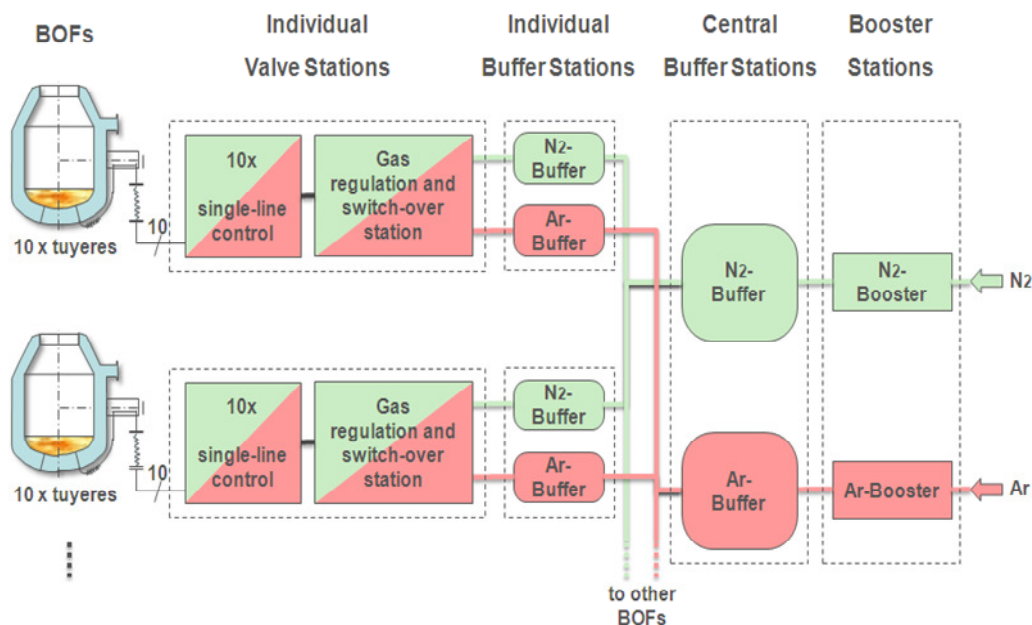 BOFs
Individual
Valve Stations
Individual
Buffer Stations
Central
Buffer Stations
Booster
Stations
10 x tuyeres
10
10x
single-line
control
Gas
regulation and
switch-over
station
N2-
Buffer
Ar-
Buffer
N2-
Buffer
N2-
Booster
N2
10 x tuyeres
10
10x
single-line
control
Gas
regulation and
switch-over
station
N2-
Buffer
Ar-
Buffer
Ar-
Buffer
Ar-Booster
Ar
to other
BOFs